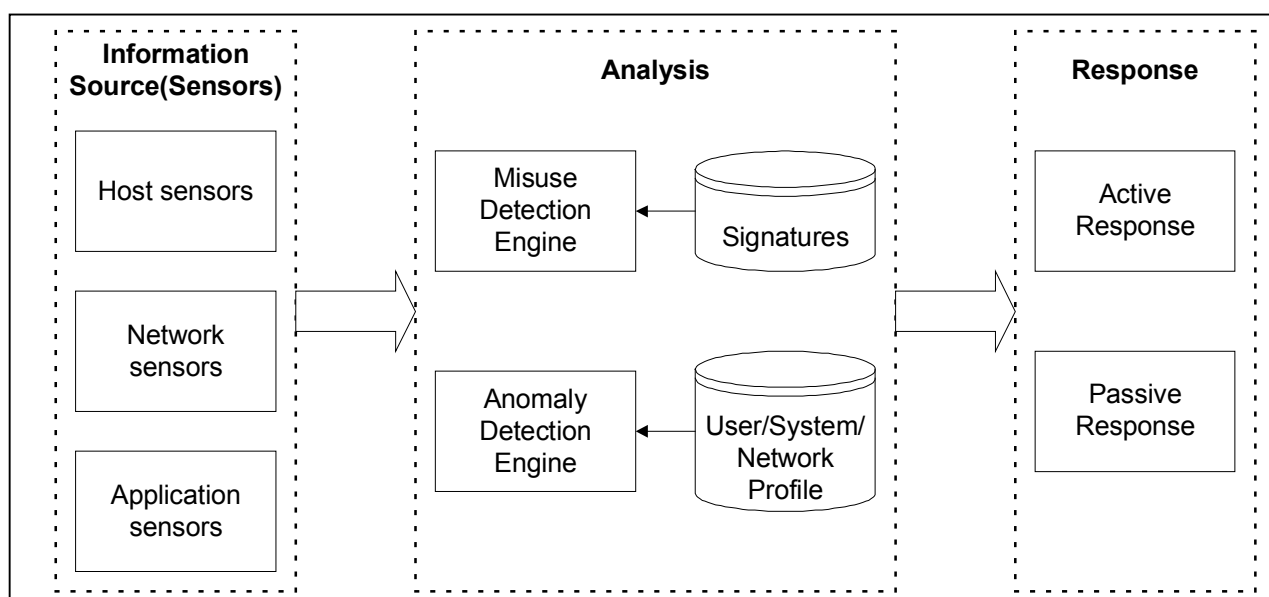 Information
Source(Sensors)
Host sensors
Network
sensors
Application
sensors
Analysis
Misuse
Detection
Engine
Signatures
Anomaly
Detection
Engine
User/System/
Network
Profile
Response
Active
Response
Passive
Response